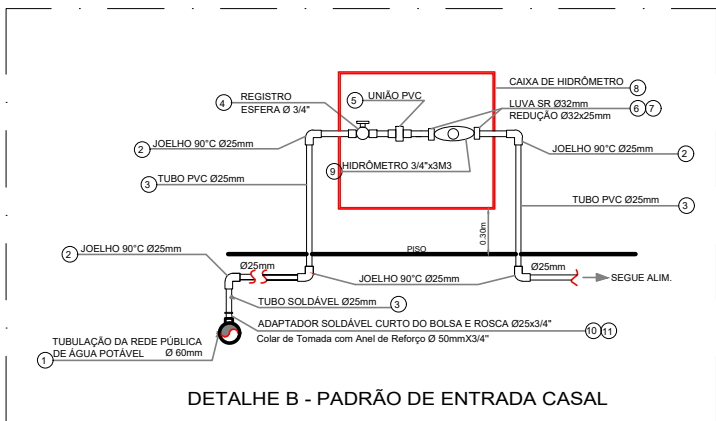 CAIXA DE HIDRÔMETRO 8
5 UNIÃO PVC
4 REGISTRO
ESFERA Ø 3/4"
LUVA SR Ø32mm 6 7
REDUÇÃO Ø32x25mm
2 JOELHO 90°C Ø25mm
JOELHO 90°C Ø25mm 2
9 HIDRÔMETRO 3/4"x3M3
3 TUBO PVC Ø25mm
TUBO PVC Ø25mm 3
0.30m
PISO
2 JOELHO 90°C Ø25mm
Ø25mm
Ø25mm
JOELHO 90°C Ø25mm
SEGUE ALIM.
TUBO SOLDÁVEL Ø25mm 3
ADAPTADOR SOLDÁVEL CURTO DO BOLSA E ROSCA Ø25x3/4" 10 11
Colar de Tomada com Anel de Reforço Ø 50mmX3/4"
1 TUBULAÇÃO DA REDE PÚBLICA
DE ÁGUA POTÁVEL Ø 60mm
DETALHE B - PADRÃO DE ENTRADA CASAL